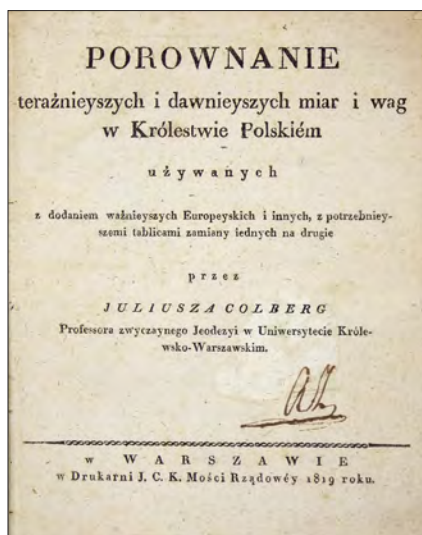 POROWNANIE
teraźnieyszych i dawnieyszych miar i wag
w Królestwie Polskiém
używanych
z dodaniem ważnieyszych Europeyskich i innych, z potrzebniey-
szemi tablicami zamiany iednych na drugie
przez
JULIUSZA COLBERG
Professora zwyczaynego Jeodezyi w Uniwersytecie Króle-
wsko-Warszawskim.
w WARSZAWIE
w Drukarni J. C. K. Mości Rządowéy 1819 roku.